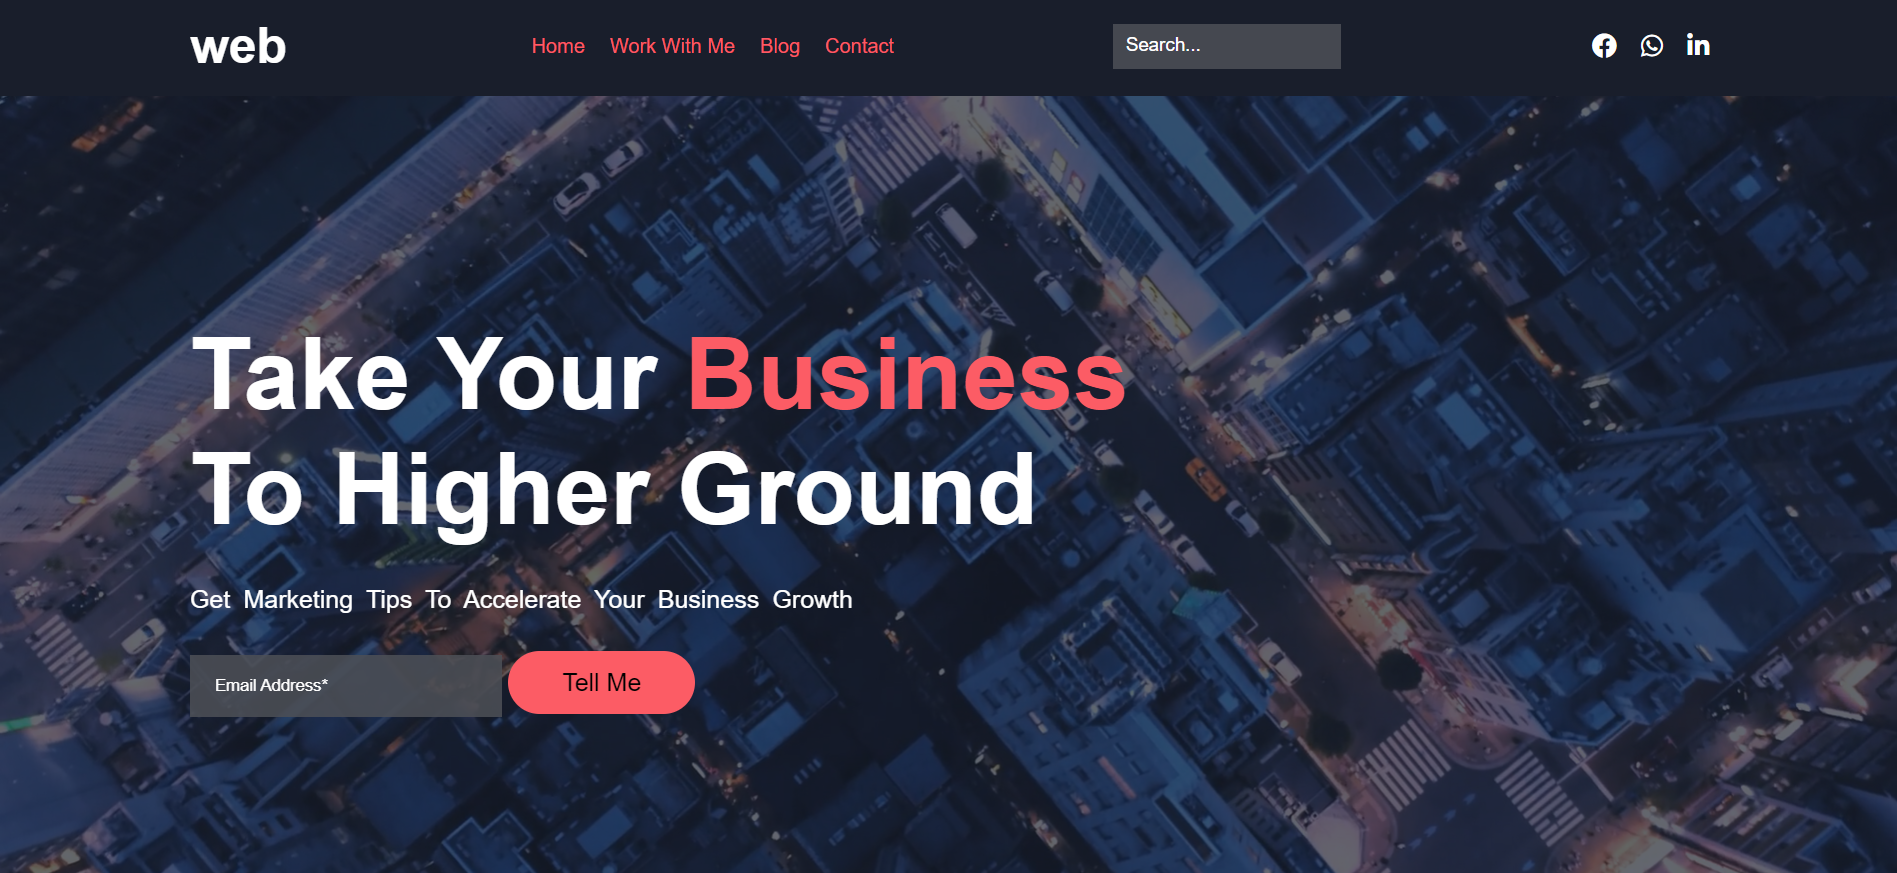 web
Home Work With Me Blog Contact
Search...
Take Your Business
To Higher Ground
Get Marketing Tips To Accelerate Your Business Growth
Email Address*
Tell Me